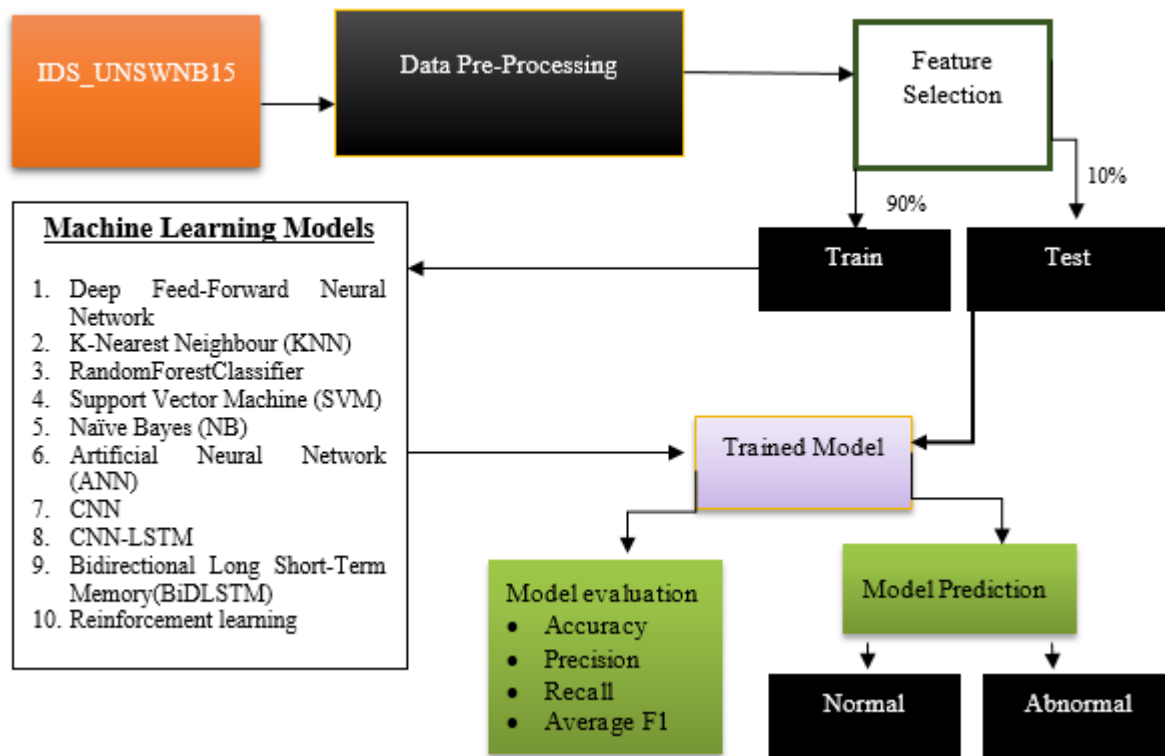 IDS_UNSWNB15
Data Pre-Processing
Feature
Selection
90%
10%
Train
Test
Machine Learning Models
1. Deep Feed-Forward Neural
Network
2. K-Nearest Neighbour (KNN)
3. RandomForestClassifier
4. Support Vector Machine (SVM)
5. Naïve Bayes (NB)
6. Artificial Neural Network
(ANN)
7. CNN
8. CNN-LSTM
9. Bidirectional Long Short-Term
Memory(BiDLSTM)
10. Reinforcement learning
Trained Model
Model evaluation
• Accuracy
• Precision
• Recall
• Average F1
Model Prediction
Normal
Abnormal